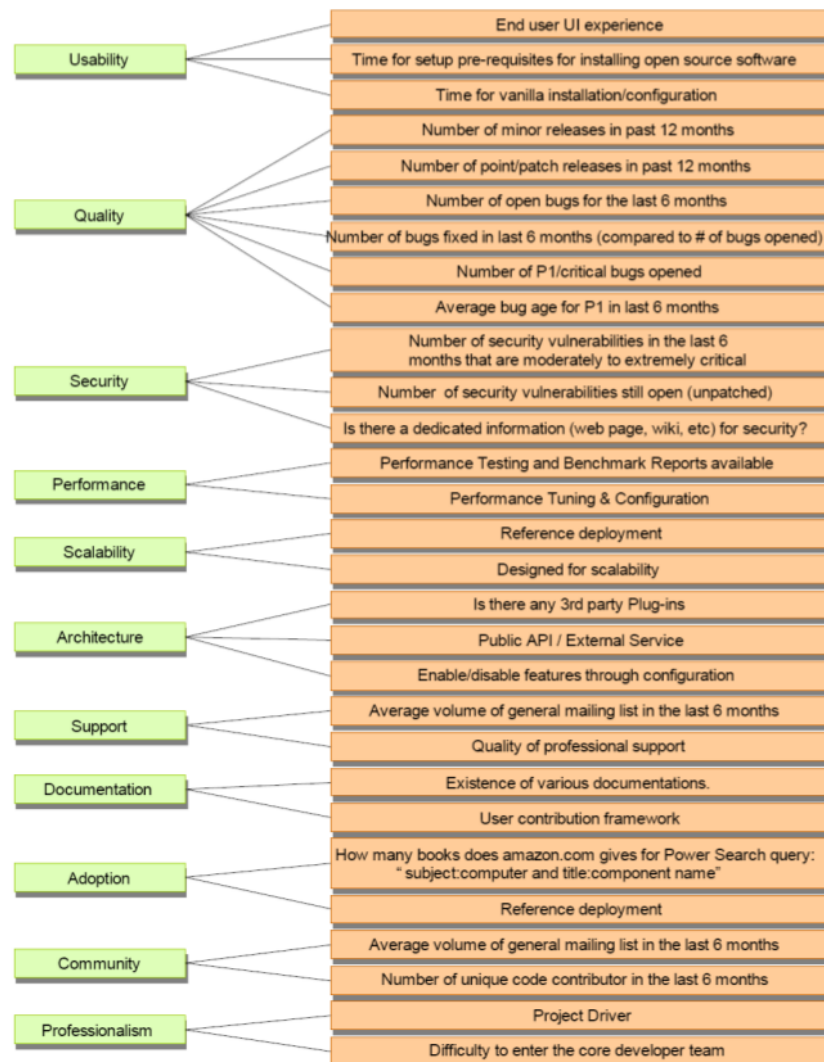 Usability
End user UI experience
Time for setup pre-requisites for installing open source software
Time for vanilla installation/configuration
Quality
Number of minor releases in past 12 months
Number of point/patch releases in past 12 months
Number of open bugs for the last 6 months
Number of bugs fixed in last 6 months (compared to # of bugs opened)
Number of P1/critical bugs opened
Average bug age for P1 in last 6 months
Security
Number of security vulnerabilities in the last 6
months that are moderately to extremely critical
Number of security vulnerabilities still open (unpatched)
Is there a dedicated information (web page, wiki, etc) for security?
Performance
Performance Testing and Benchmark Reports available
Performance Tuning & Configuration
Scalability
Reference deployment
Designed for scalability
Architecture
Is there any 3rd party Plug-ins
Public API / External Service
Enable/disable features through configuration
Support
Average volume of general mailing list in the last 6 months
Quality of professional support
Documentation
Existence of various documentations.
User contribution framework
Adoption
How many books does amazon.com gives for Power Search query:
“ subject:computer and title:component name”
Reference deployment
Community
Average volume of general mailing list in the last 6 months
Number of unique code contributor in the last 6 months
Professionalism
Project Driver
Difficulty to enter the core developer team